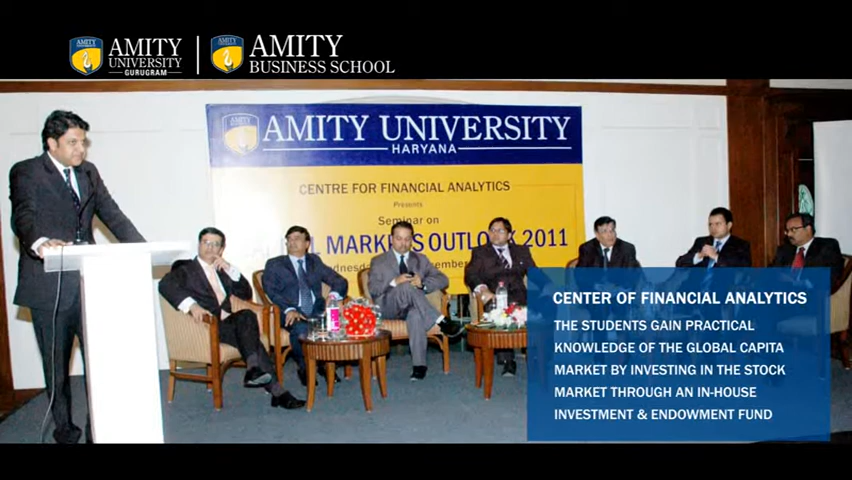 AMITY
UNIVERSITY
GURUGRAM
AMITY
BUSINESS SCHOOL
AMITY UNIVERSITY
HARYANA
CENTRE FOR FINANCIAL ANALYTICS
Presents
Seminar on
MARKETS OUTLOOK 2011
CENTER OF FINANCIAL ANALYTICS
THE STUDENTS GAIN PRACTICAL
KNOWLEDGE OF THE GLOBAL CAPITA
MARKET BY INVESTING IN THE STOCK
MARKET THROUGH AN IN-HOUSE
INVESTMENT & ENDOWMENT FUND